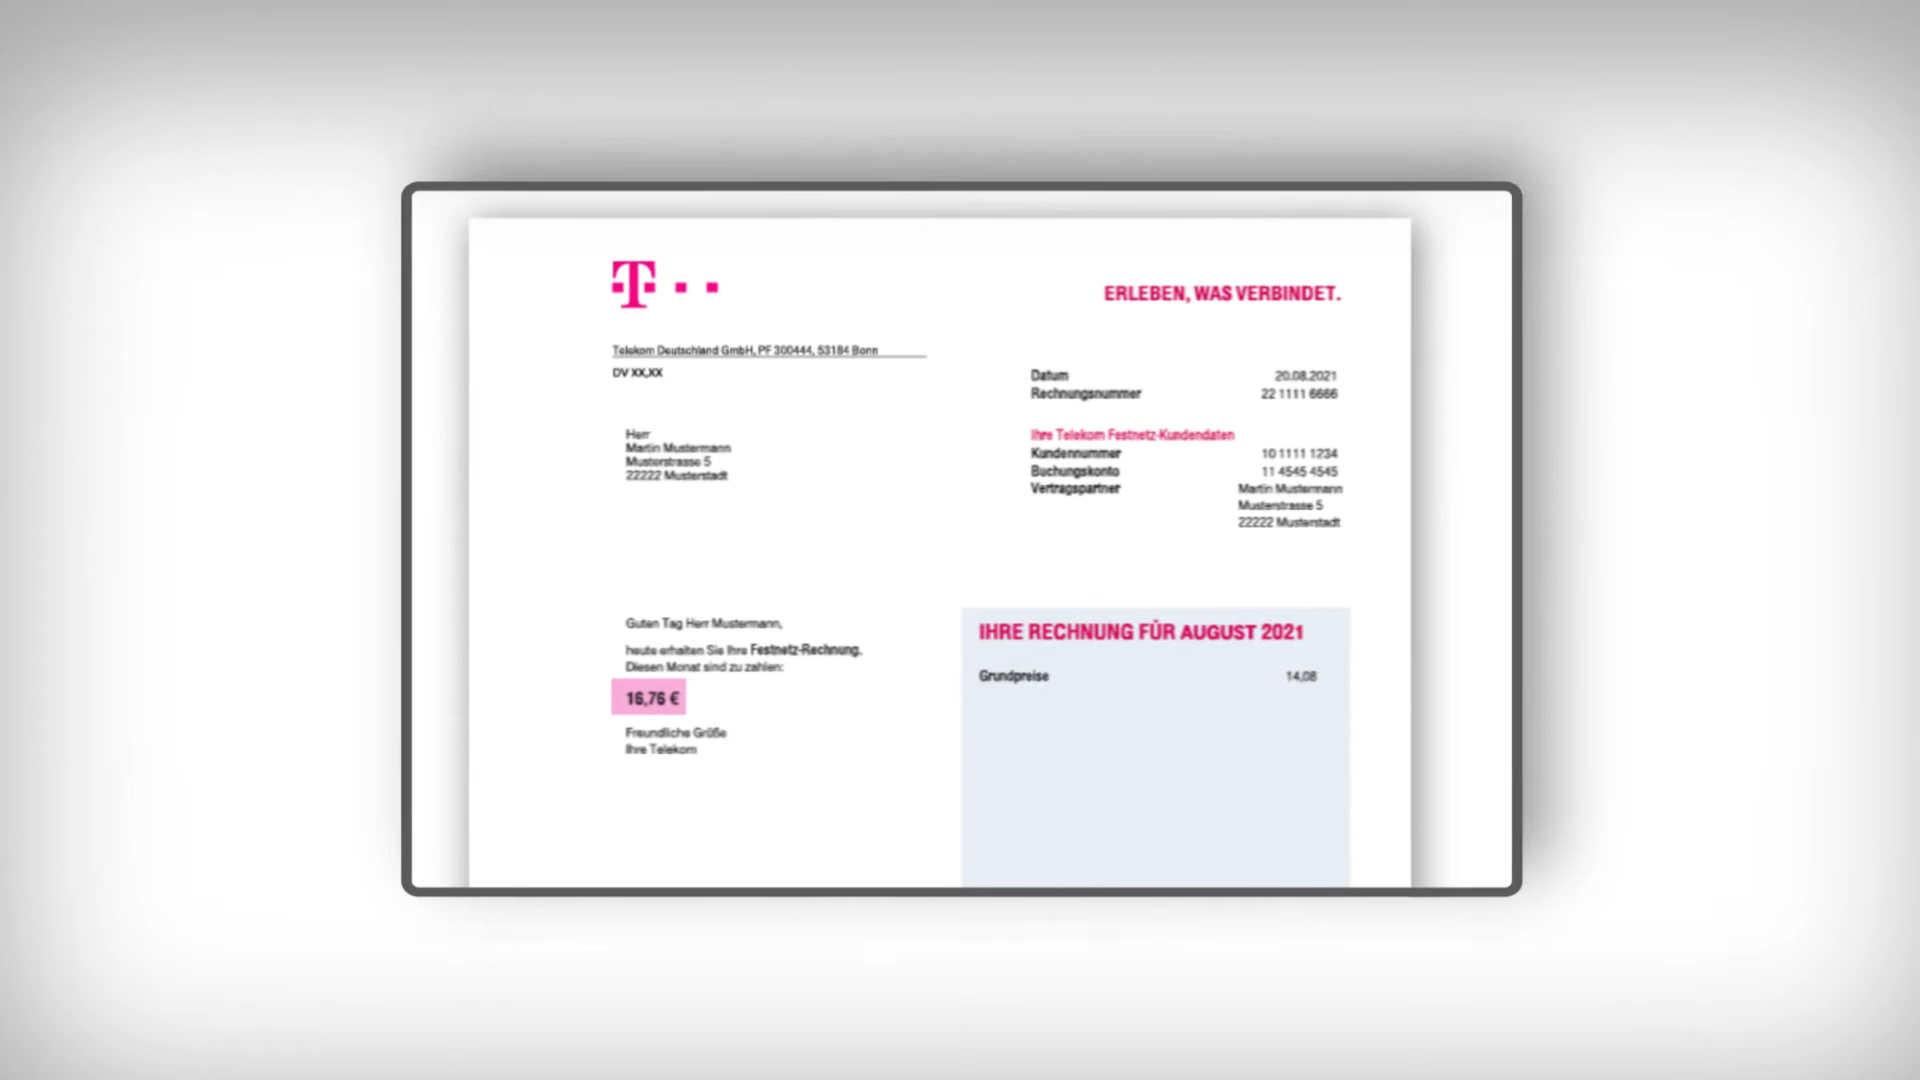 T
ERLEBEN, WAS VERBINDET.
Telekom Deutschland GmbH, PF 300444, 53184 Bonn
DV XX,XX
Datum 20.08.2021
Rechnungsnummer 22 1111 6666
Herr
Martin Mustermann
Musterstrasse 5
22222 Musterstadt
Ihre Telekom Festnetz-Kundendaten
Kundennummer 10 1111 1234
Buchungskonto 11 4545 4545
Vertragspartner Martin Mustermann
Musterstrasse 5
22222 Musterstadt
Guten Tag Herr Mustermann,
heute erhalten Sie Ihre Festnetz-Rechnung.
Diesen Monat sind zu zahlen:
16,76 €
Freundliche Grüße
Ihre Telekom
IHRE RECHNUNG FÜR AUGUST 2021
Grundpreise 14,08